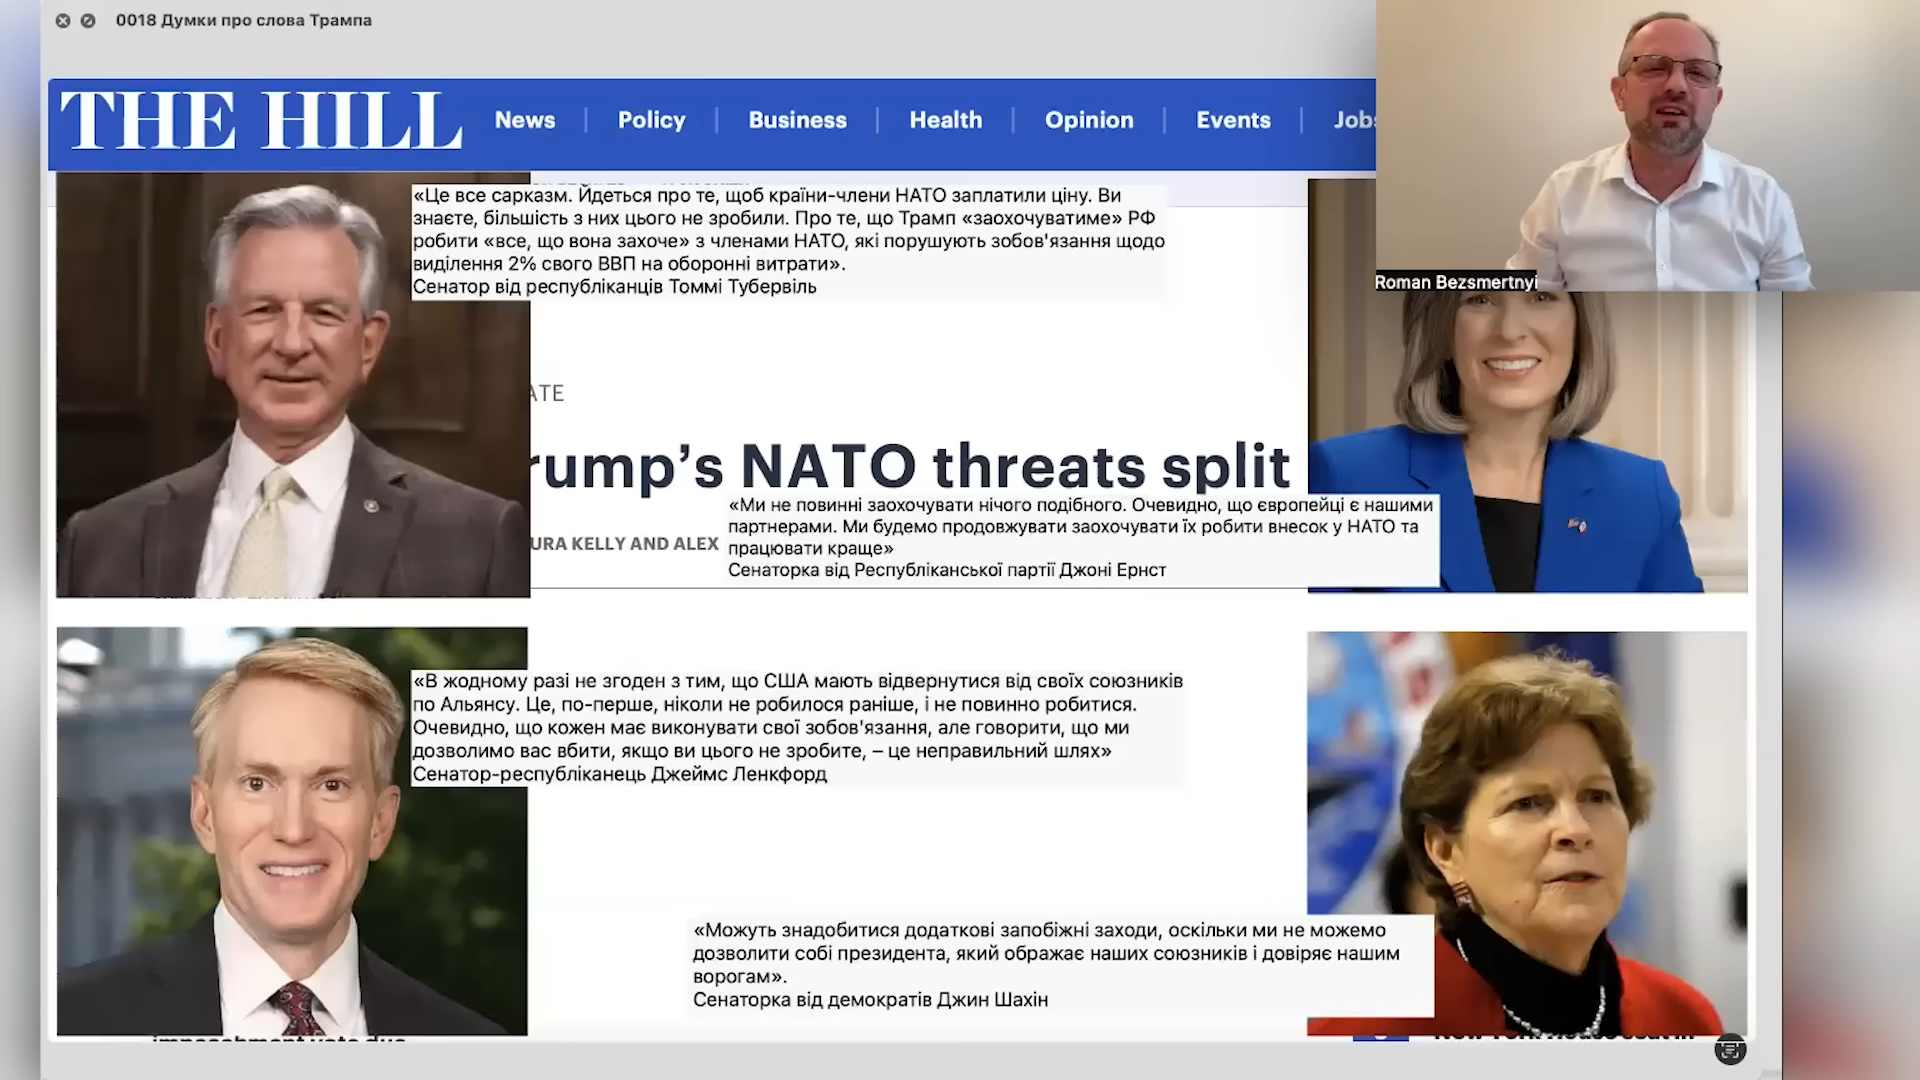 0018 Думки про слова Трампа
THE HILL
News
Policy
Business
Health
Opinion
Events
Roman Bezsmertnyi
«Це все сарказм. Йдеться про те, щоб країни-члени НАТО заплатили ціну. Ви
знаєте, більшість з них цього не зробили. Про те, що Трамп «заохочуватиме» РФ
робити «все, що вона захоче» з членами НАТО, які порушують зобов'язання щодо
виділення 2% свого ВВП на оборонні витрати».
Сенатор від республіканців Томмі Тубервіль
ATE
rump's NATO threats split
«Ми не повинні заохочувати нічого подібного. Очевидно, що європейці є нашими
партнерами. Ми будемо продовжувати заохочувати їх робити внесок у НАТО та
працювати краще»
Сенаторка від Республіканської партії Джоні Ернст
URA KELLY AND ALEX
«В жодному разі не згоден з тим, що США мають відвернутися від своїх союзників
по Альянсу. Це, по-перше, ніколи не робилося раніше, і не повинно робитися.
Очевидно, що кожен має виконувати свої зобов'язання, але говорити, що ми
дозволимо вас вбити, якщо ви цього не зробите, – це неправильний шлях»
Сенатор-республіканець Джеймс Ленкфорд
«Можуть знадобитися додаткові запобіжні заходи, оскільки ми не можемо
дозволити собі президента, який ображає наших союзників і довіряє нашим
ворогам».
Сенаторка від демократів Джин Шахін